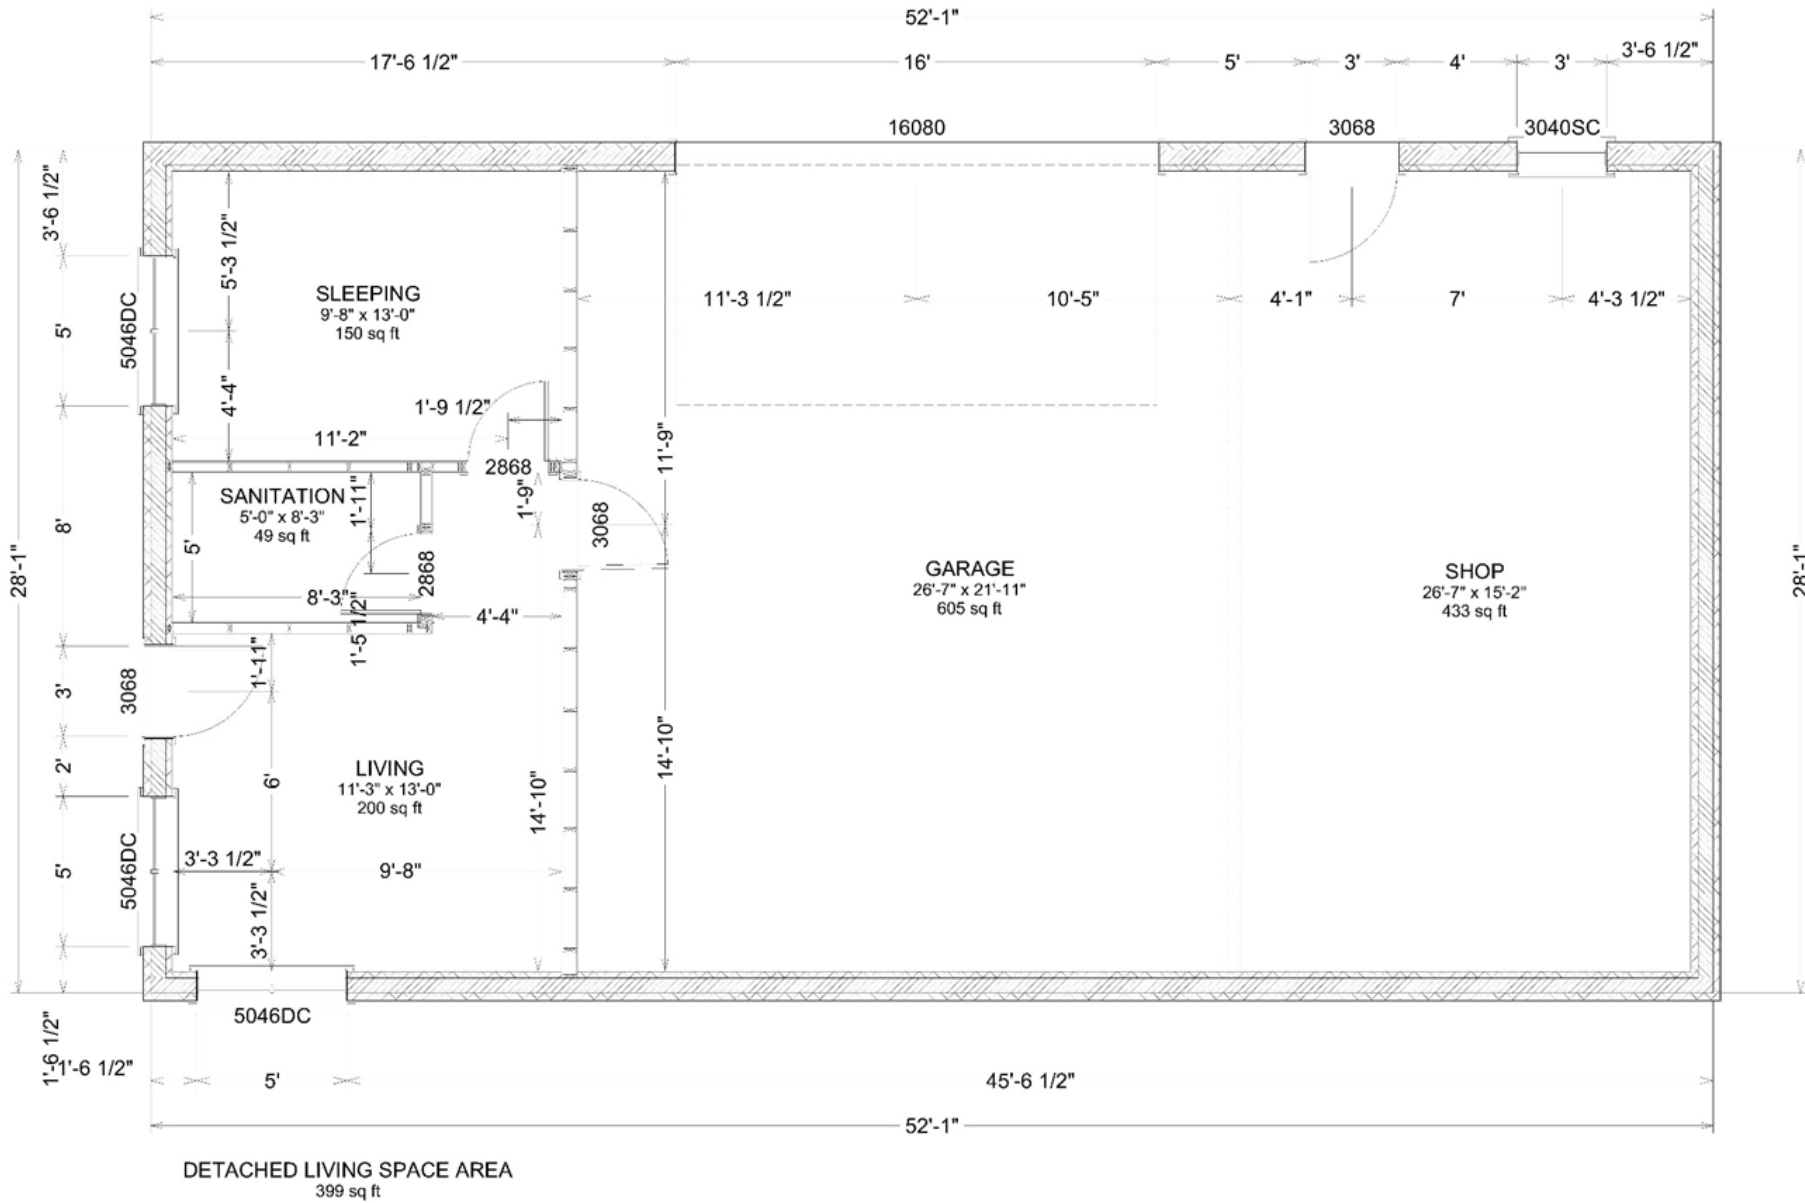 52'-1"
17'-6 1/2"
16'
5'
3'
4'
3'
3'-6 1/2"
16080
3068
3040SC
3'-6 1/2"
5'
8'
3'
2'
5'
1'-6 1/2"
28'-1"
5046DC
3068
5046DC
5'-3 1/2"
4'-4"
SLEEPING
9'-8" x 13'-0"
150 sq ft
1'-9 1/2"
11'-2"
2868
SANITATION
5'-0" x 8'-3"
49 sq ft
1'-11"
1'-9"
5'
2868
8'-3"
1'-5 1/2"
4'-4"
3068
11'-9"
14'-10"
11'-3 1/2"
10'-5"
4'-1"
7'
4'-3 1/2"
GARAGE
26'-7" x 21'-11"
605 sq ft
SHOP
26'-7" x 15'-2"
433 sq ft
28'-1"
1'-11"
6'
LIVING
11'-3" x 13'-0"
200 sq ft
14'-10"
3'-3 1/2"
9'-8"
3'-3 1/2"
5046DC
1'-6 1/2"
5'
45'-6 1/2"
52'-1"
DETACHED LIVING SPACE AREA
399 sq ft